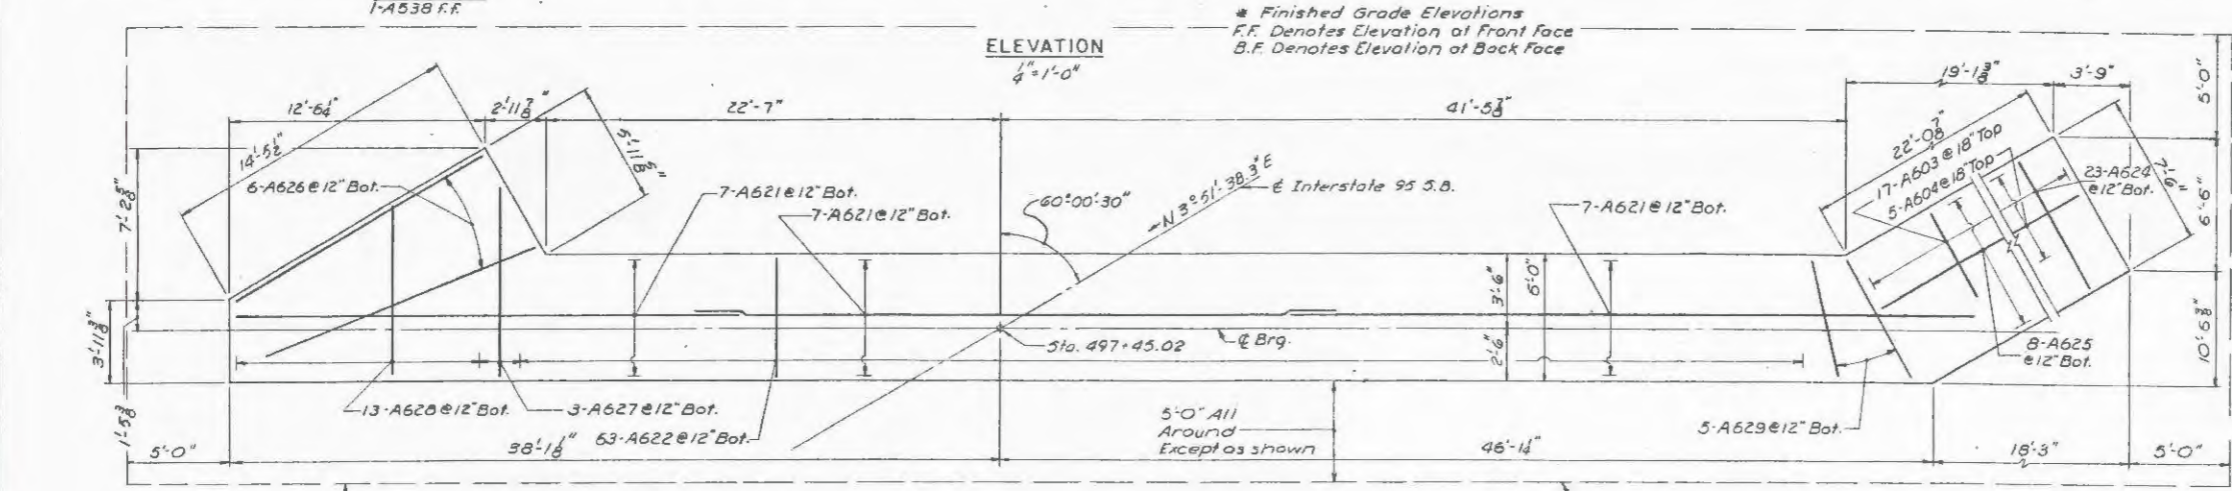 1-A538 F.F.
* Finished Grade Elevations
F.F. Denotes Elevation at Front Face
B.F. Denotes Elevation at Back Face
ELEVATION
1/4" = 1'-0"
12'-6 1/4"
2'-11 7/8"
22'-7"
41'-5 7/8"
19'-1 3/8"
3'-9"
5'-0"
14'-5 1/2"
5'-11 5/8"
22'-0 7/8"
7'-6"
6'-6"
17-A603 @ 18" Top
5-A604 @ 18" Top
23-A624
@ 12" Bot.
6-A626 @ 12" Bot.
7-A621 @ 12" Bot.
7-A621 @ 12" Bot.
60°00'-30"
N 3°-51'-38.3" E
℄ Interstate 95 S.B.
7-A621 @ 12" Bot.
7'-2 5/8"
3'-11 3/8"
1'-5 3/8"
3'-6"
6'-0"
2'-6"
Sta. 497+45.02
℄ Brg.
8-A625
@ 12" Bot.
10'-6 3/8"
13-A628 @ 12" Bot.
3-A627 @ 12" Bot.
63-A622 @ 12" Bot.
5'-0" All
Around
Except as shown
5-A629 @ 12" Bot.
5'-0"
38'-1 1/8"
46'-1 1/4"
18'-3"
5'-0"